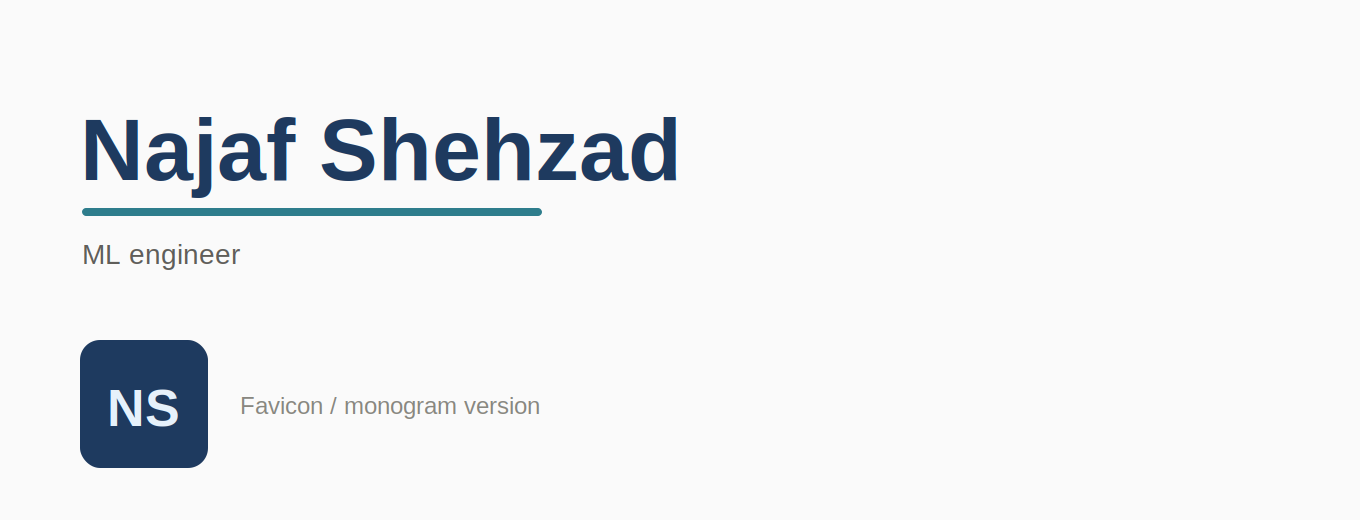 Najaf Shehzad
ML engineer
NS
Favicon / monogram version